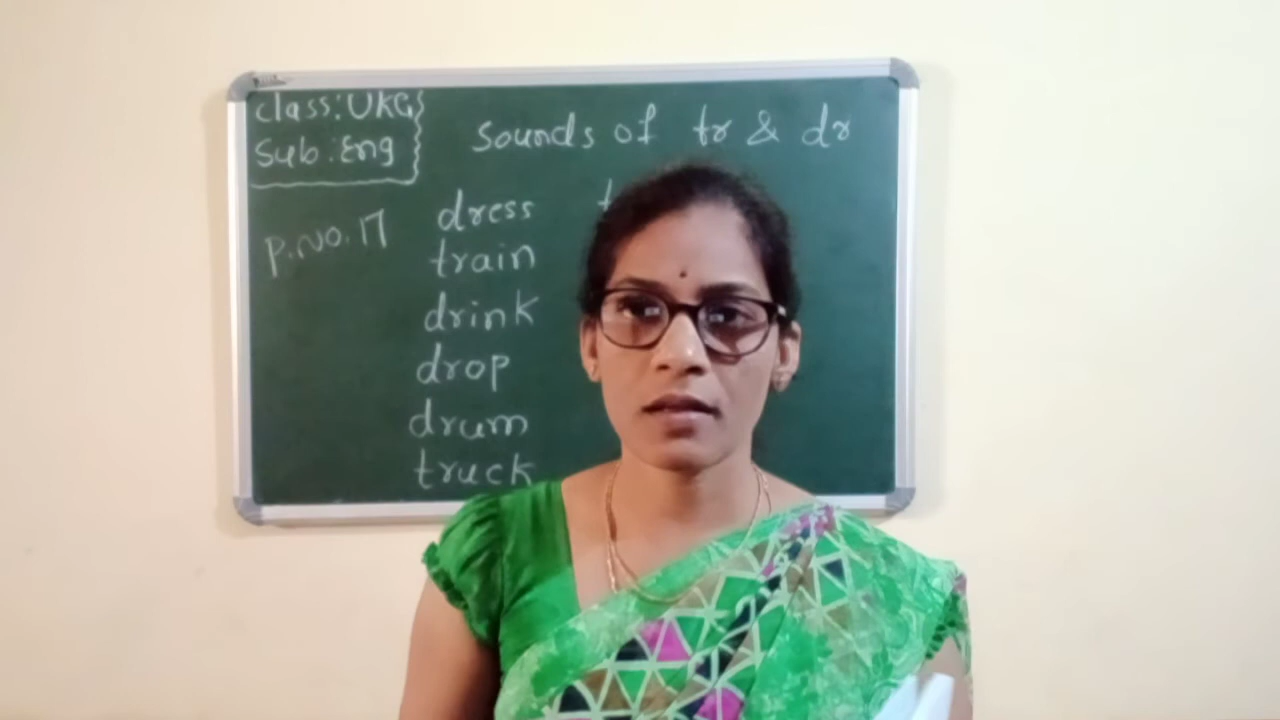 Class: UKG
Sub: Eng
Sounds of tr & dr
P.No. 17
dress
train
drink
drop
drum
truck